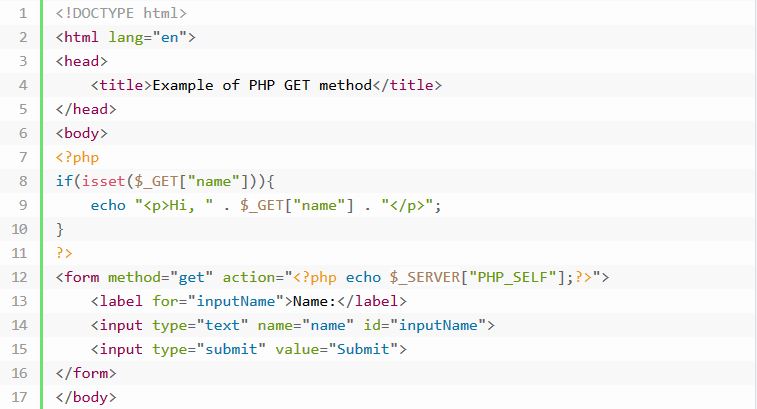 1 <!DOCTYPE html>
2 <html lang="en">
3 <head>
4     <title>Example of PHP GET method</title>
5 </head>
6 <body>
7 <?php
8 if(isset($_GET["name"])){
9     echo "<p>Hi, " . $_GET["name"] . "</p>";
10 }
11 ?>
12 <form method="get" action="<?php echo $_SERVER["PHP_SELF"];?>">
13     <label for="inputName">Name:</label>
14     <input type="text" name="name" id="inputName">
15     <input type="submit" value="Submit">
16 </form>
17 </body>